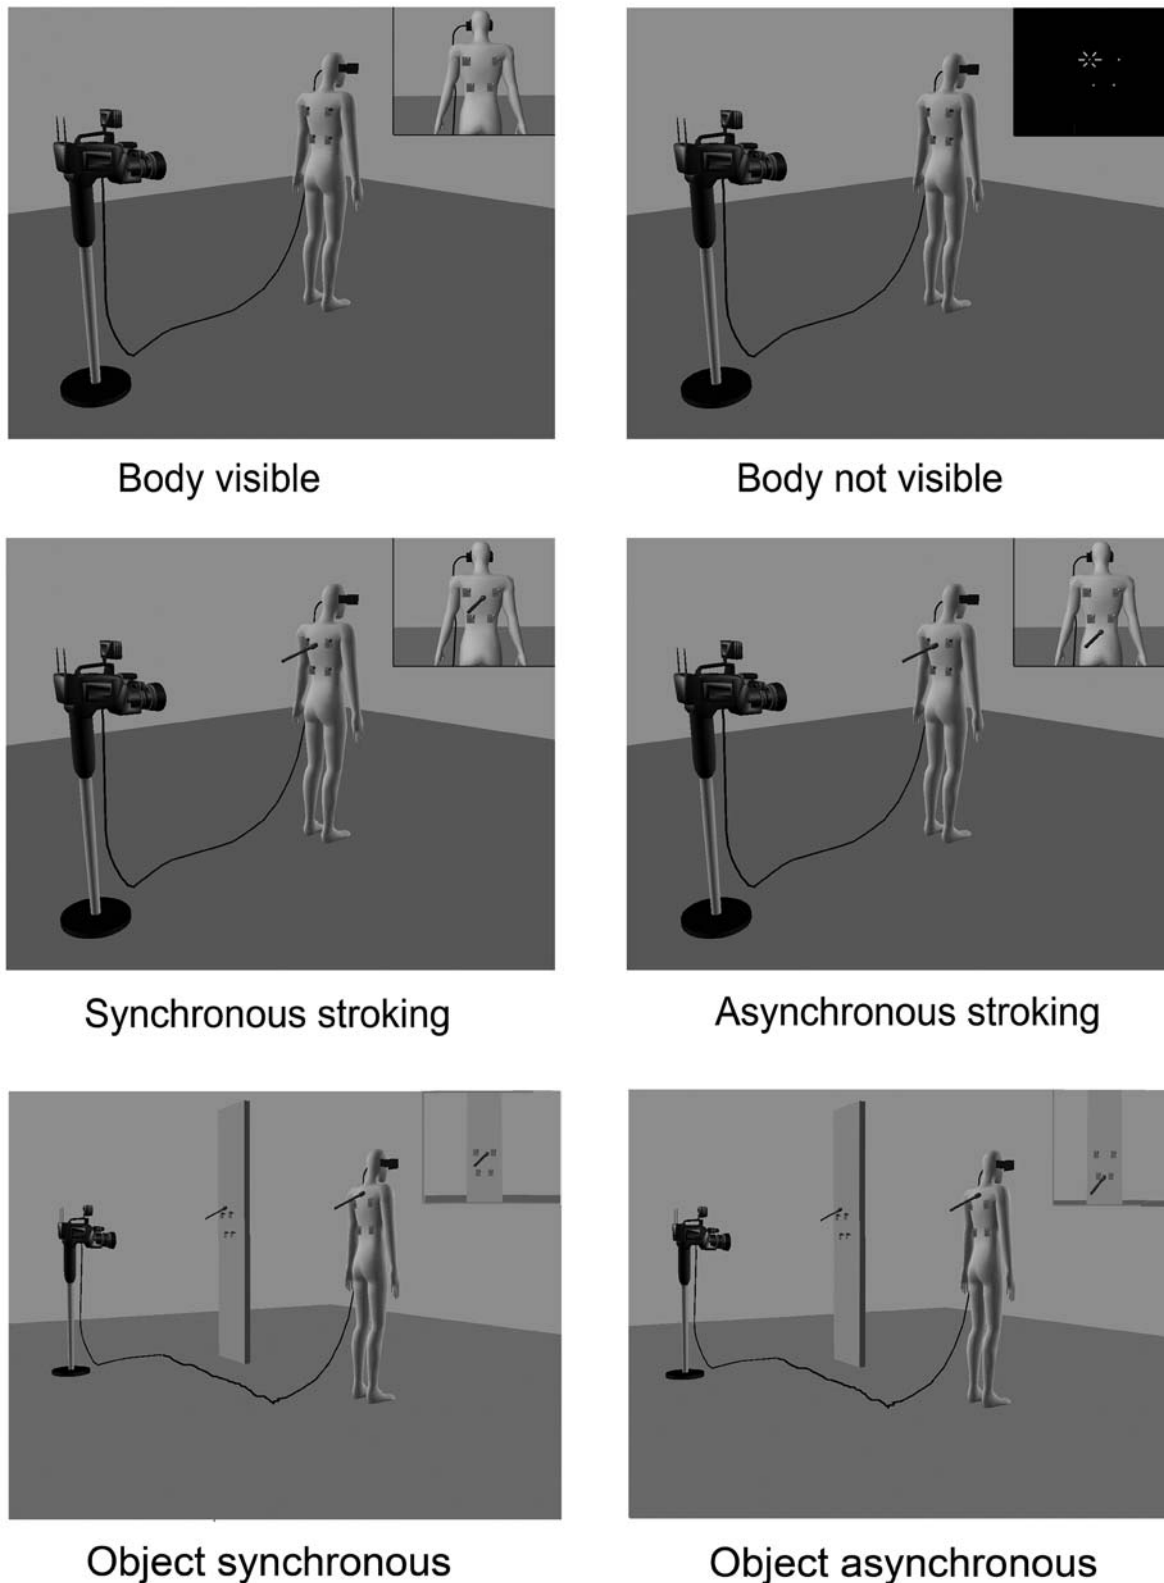 Body visible
Body not visible
Synchronous stroking
Asynchronous stroking
Object synchronous
Object asynchronous